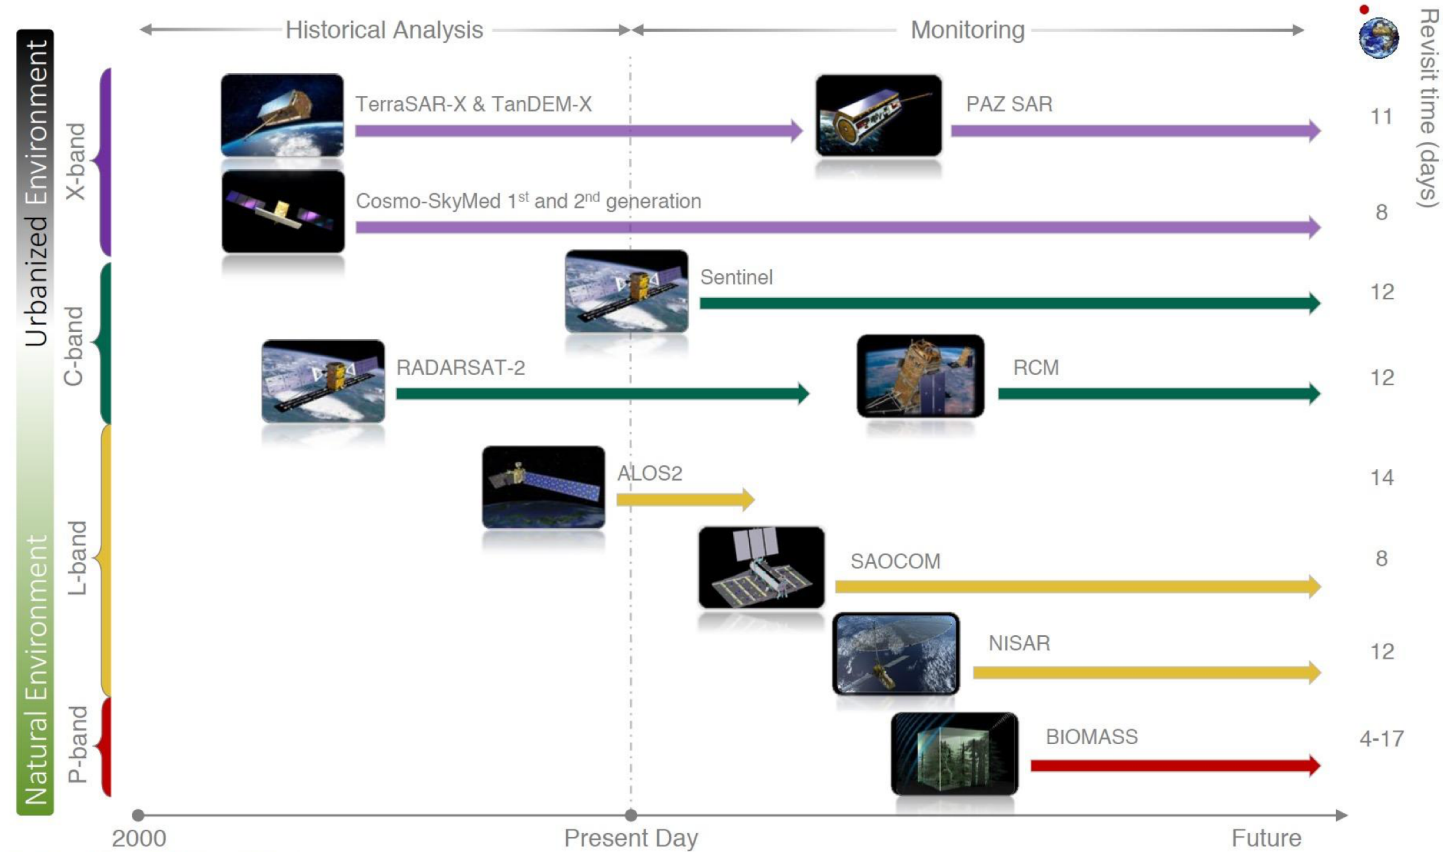 Historical Analysis
Monitoring
Revisit time (days)
Urbanized Environment
Natural Environment
X-band
TerraSAR-X & TanDEM-X
PAZ SAR
11
Cosmo-SkyMed 1st and 2nd generation
8
C-band
Sentinel
12
RADARSAT-2
RCM
12
L-band
ALOS2
14
SAOCOM
8
NISAR
12
P-band
BIOMASS
4-17
2000
Present Day
Future